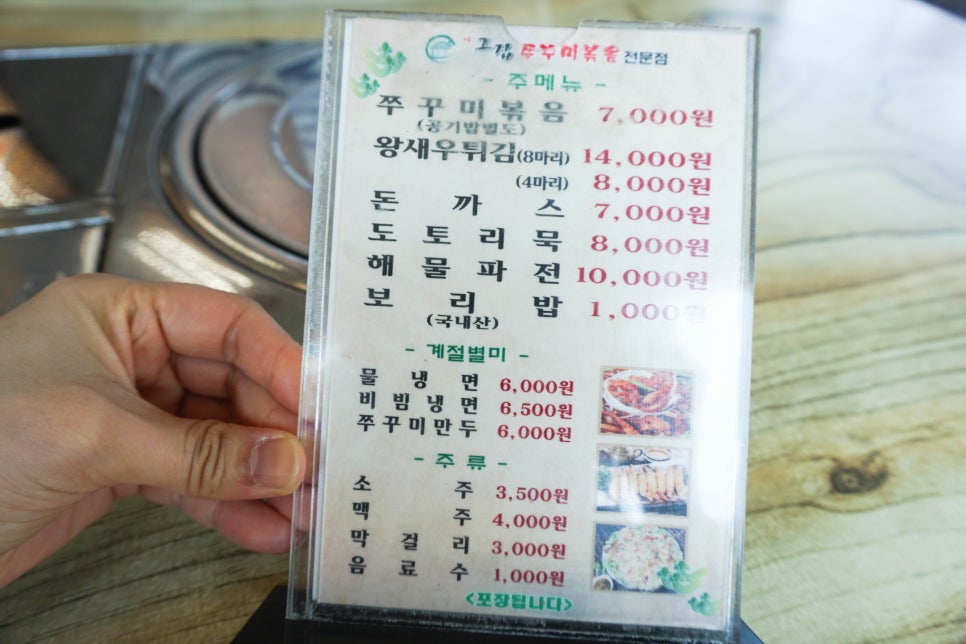 쭈꾸미볶음 전문점
- 주메뉴 -
쭈꾸미볶음 7,000원
(공기밥별도)
왕새우튀김(8마리) 14,000원
(4마리) 8,000원
돈까스 7,000원
도토리묵 8,000원
해물파전 10,000원
보리밥 1,000원
(국내산)
- 계절별미 -
물냉면 6,000원
비빔냉면 6,500원
쭈꾸미만두 6,000원
- 주류 -
소주 3,500원
맥주 4,000원
막걸리 3,000원
음료수 1,000원
<포장됩니다>